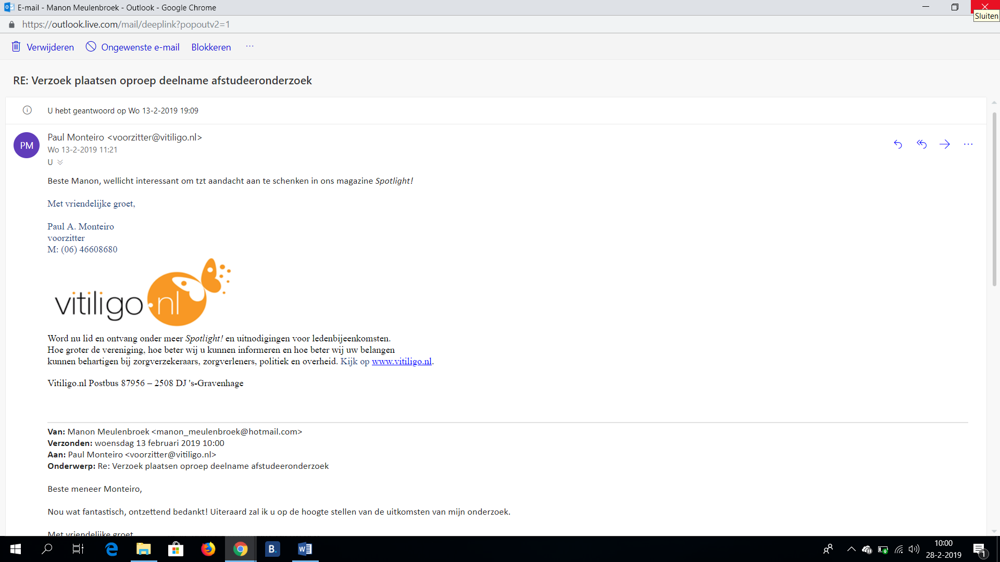 E-mail - Manon Meulenbroek - Outlook - Google Chrome
Sluiten
https://outlook.live.com/mail/deeplink?popoutv2=1
Verwijderen Ongewenste e-mail Blokkeren ...
RE: Verzoek plaatsen oproep deelname afstudeeronderzoek
U hebt geantwoord op Wo 13-2-2019 19:09
PM
Paul Monteiro <voorzitter@vitiligo.nl>
Wo 13-2-2019 11:21
U
Beste Manon, wellicht interessant om tzt aandacht aan te schenken in ons magazine Spotlight!
Met vriendelijke groet,
Paul A. Monteiro
voorzitter
M: (06) 46608680
vitiligo.nl
Word nu lid en ontvang onder meer Spotlight! en uitnodigingen voor ledenbijeenkomsten.
Hoe groter de vereniging, hoe beter wij u kunnen informeren en hoe beter wij uw belangen
kunnen behartigen bij zorgverzekeraars, zorgverleners, politiek en overheid. Kijk op www.vitiligo.nl.
Vitiligo.nl Postbus 87956 – 2508 DJ 's-Gravenhage
Van: Manon Meulenbroek <manon_meulenbroek@hotmail.com>
Verzonden: woensdag 13 februari 2019 10:00
Aan: Paul Monteiro <voorzitter@vitiligo.nl>
Onderwerp: Re: Verzoek plaatsen oproep deelname afstudeeronderzoek
Beste meneer Monteiro,
Nou wat fantastisch, ontzettend bedankt! Uiteraard zal ik u op de hoogte stellen van de uitkomsten van mijn onderzoek.
Met vriendelijke groet
B.
10:00
28-2-2019
1